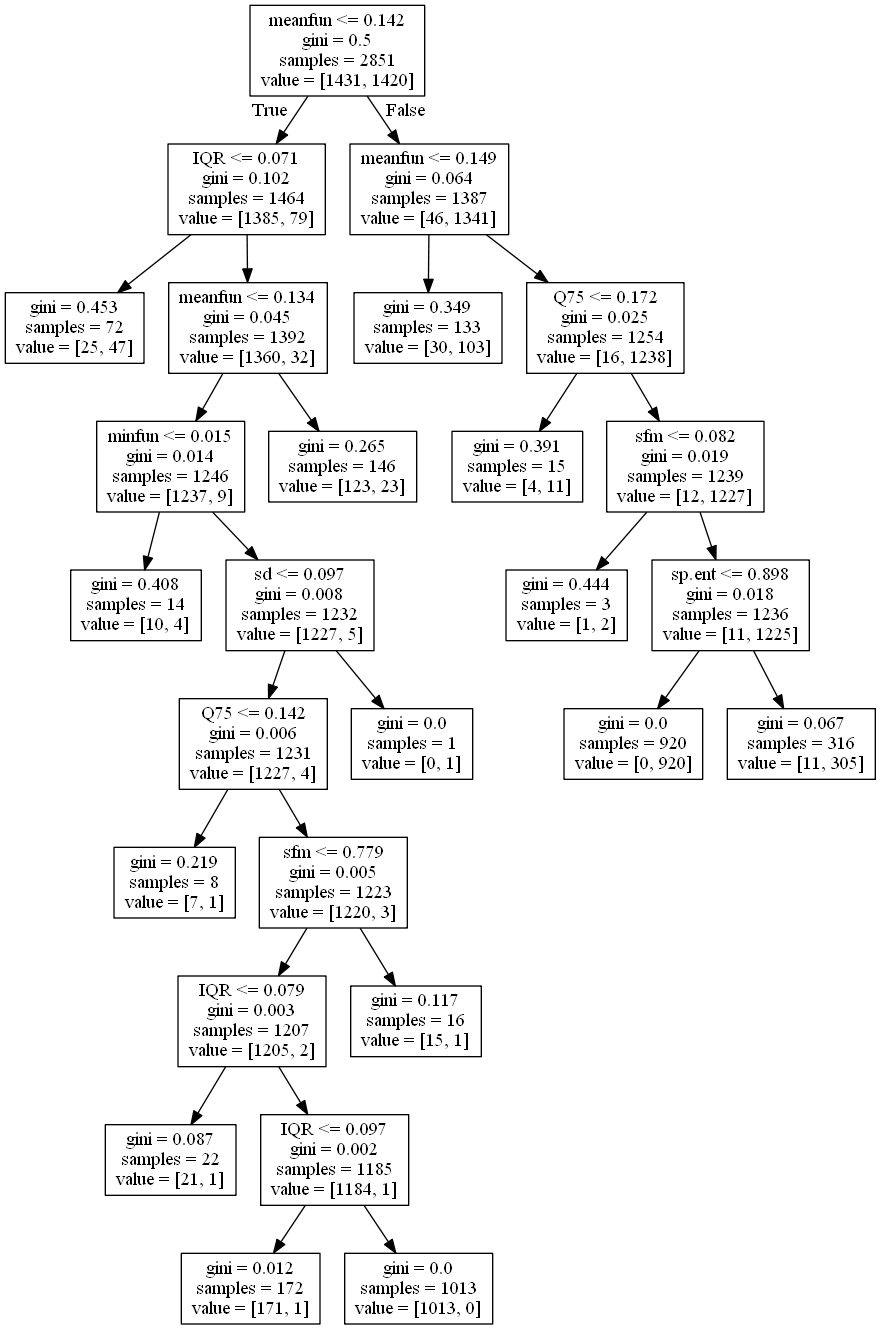 meanfun <= 0.142
gini = 0.5
samples = 2851
value = [1431, 1420]
True
False
IQR <= 0.071
gini = 0.102
samples = 1464
value = [1385, 79]
meanfun <= 0.149
gini = 0.064
samples = 1387
value = [46, 1341]
gini = 0.453
samples = 72
value = [25, 47]
meanfun <= 0.134
gini = 0.045
samples = 1392
value = [1360, 32]
gini = 0.349
samples = 133
value = [30, 103]
Q75 <= 0.172
gini = 0.025
samples = 1254
value = [16, 1238]
minfun <= 0.015
gini = 0.014
samples = 1246
value = [1237, 9]
gini = 0.265
samples = 146
value = [123, 23]
gini = 0.391
samples = 15
value = [4, 11]
sfm <= 0.082
gini = 0.019
samples = 1239
value = [12, 1227]
gini = 0.408
samples = 14
value = [10, 4]
sd <= 0.097
gini = 0.008
samples = 1232
value = [1227, 5]
gini = 0.444
samples = 3
value = [1, 2]
sp.ent <= 0.898
gini = 0.018
samples = 1236
value = [11, 1225]
Q75 <= 0.142
gini = 0.006
samples = 1231
value = [1227, 4]
gini = 0.0
samples = 1
value = [0, 1]
gini = 0.0
samples = 920
value = [0, 920]
gini = 0.067
samples = 316
value = [11, 305]
gini = 0.219
samples = 8
value = [7, 1]
sfm <= 0.779
gini = 0.005
samples = 1223
value = [1220, 3]
IQR <= 0.079
gini = 0.003
samples = 1207
value = [1205, 2]
gini = 0.117
samples = 16
value = [15, 1]
gini = 0.087
samples = 22
value = [21, 1]
IQR <= 0.097
gini = 0.002
samples = 1185
value = [1184, 1]
gini = 0.012
samples = 172
value = [171, 1]
gini = 0.0
samples = 1013
value = [1013, 0]